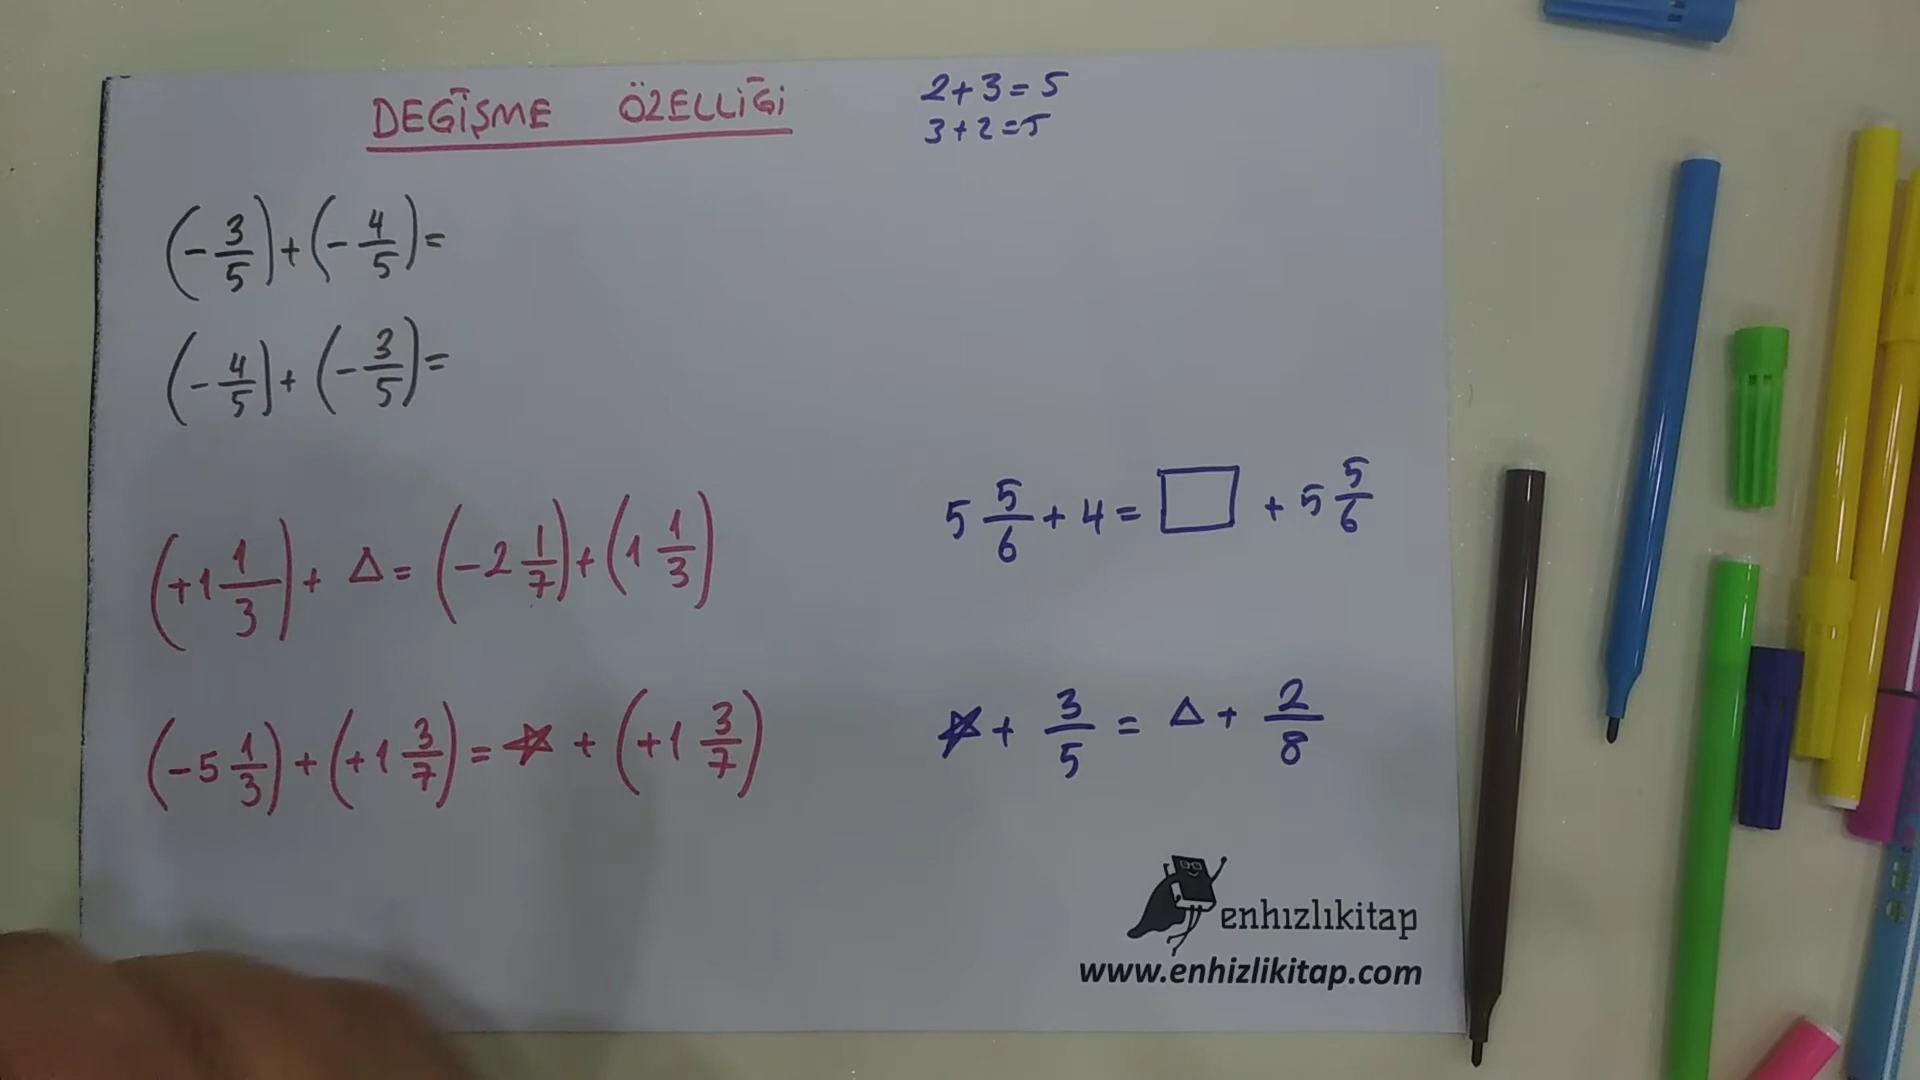 DEĞİŞME ÖZELLİĞİ
2+3=5
3+2=5
(-3/5)+(-4/5)=
(-4/5)+(-3/5)=
(+1 1/3)+ Δ = (-2 1/7)+(1 1/3)
(-5 1/3)+(+1 3/7)= ☆ + (+1 3/7)
5 5/6 + 4 = □ + 5 5/6
☆ + 3/5 = Δ + 2/8
enhızlıkitap
www.enhizlikitap.com